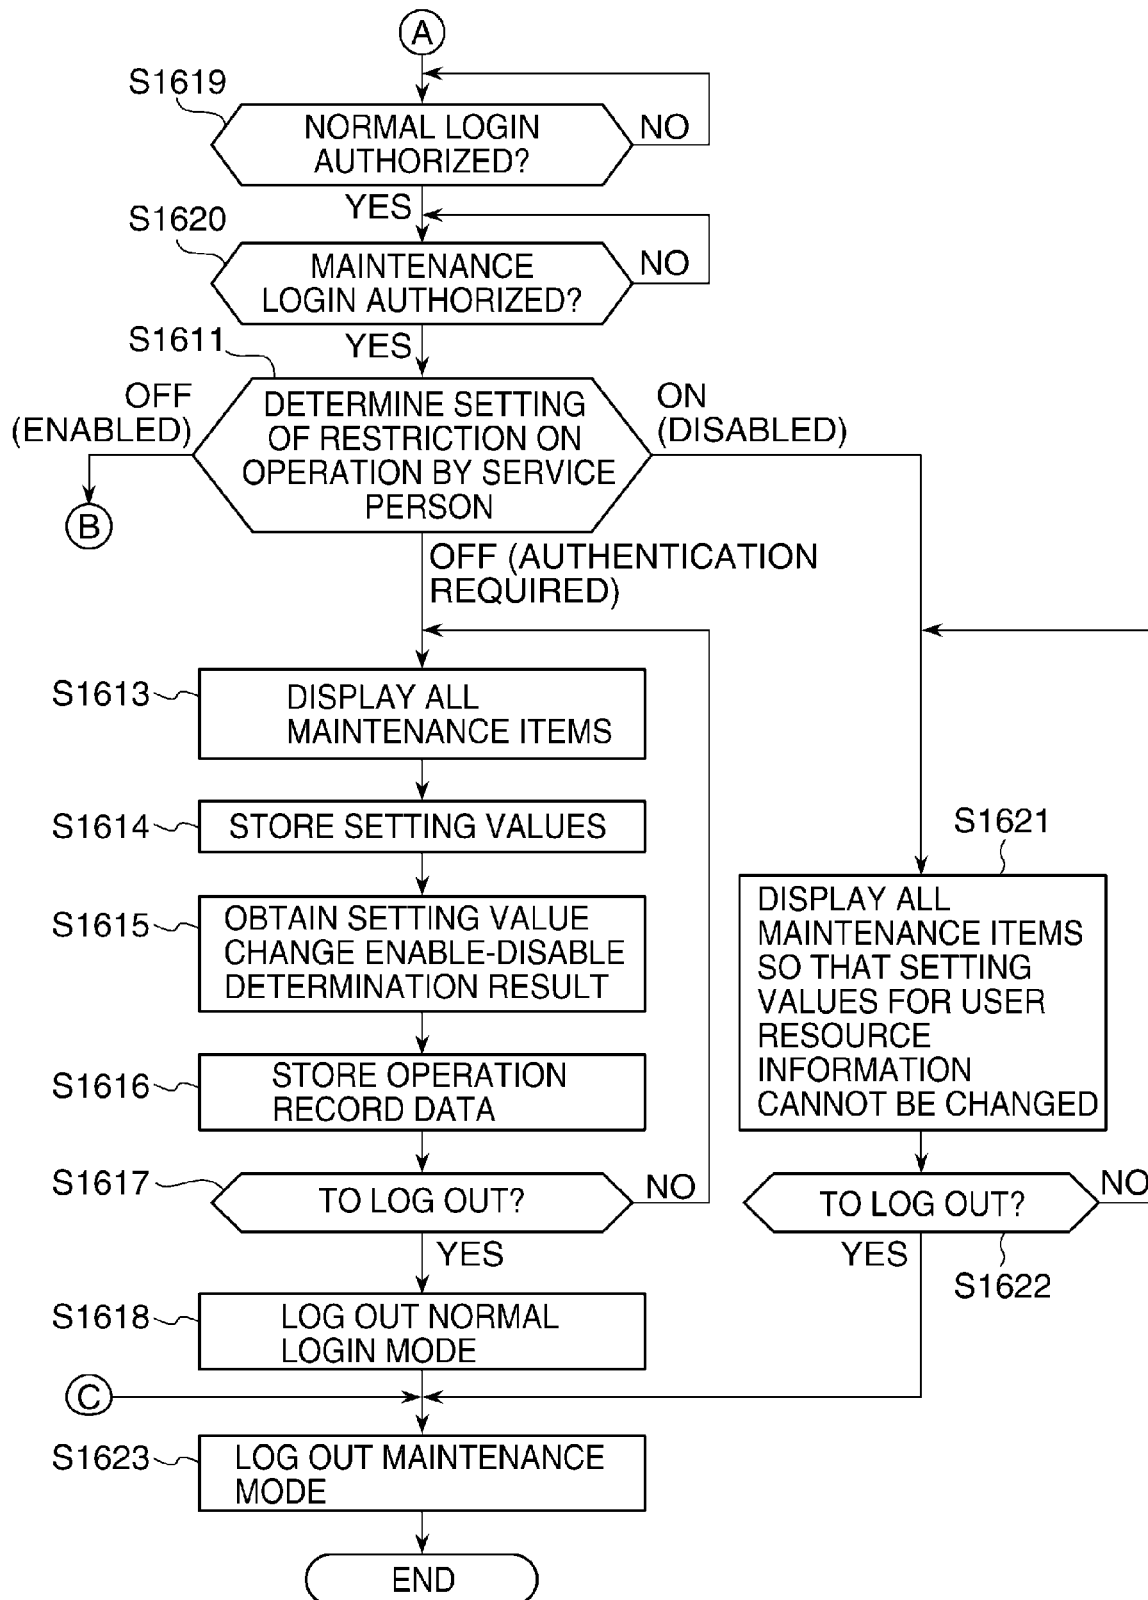 A
S1619
NORMAL LOGIN
AUTHORIZED?
NO
YES
S1620
MAINTENANCE
LOGIN AUTHORIZED?
NO
YES
S1611
OFF
(ENABLED)
DETERMINE SETTING
OF RESTRICTION ON
OPERATION BY SERVICE
PERSON
ON
(DISABLED)
B
OFF (AUTHENTICATION
REQUIRED)
S1613
DISPLAY ALL
MAINTENANCE ITEMS
S1614
STORE SETTING VALUES
S1615
OBTAIN SETTING VALUE
CHANGE ENABLE-DISABLE
DETERMINATION RESULT
S1616
STORE OPERATION
RECORD DATA
S1617
TO LOG OUT?
NO
YES
S1618
LOG OUT NORMAL
LOGIN MODE
S1621
DISPLAY ALL
MAINTENANCE ITEMS
SO THAT SETTING
VALUES FOR USER
RESOURCE
INFORMATION
CANNOT BE CHANGED
TO LOG OUT?
NO
YES
S1622
C
S1623
LOG OUT MAINTENANCE
MODE
END